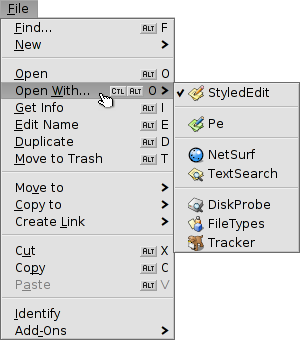 File
Find... ALT F
New
Open ALT O
Open With... CTL ALT O
Get Info ALT I
Edit Name ALT E
Duplicate ALT D
Move to Trash ALT T
Move to
Copy to
Create Link
Cut ALT X
Copy ALT C
Paste ALT V
Identify
Add-Ons
StyledEdit
Pe
NetSurf
TextSearch
DiskProbe
FileTypes
Tracker